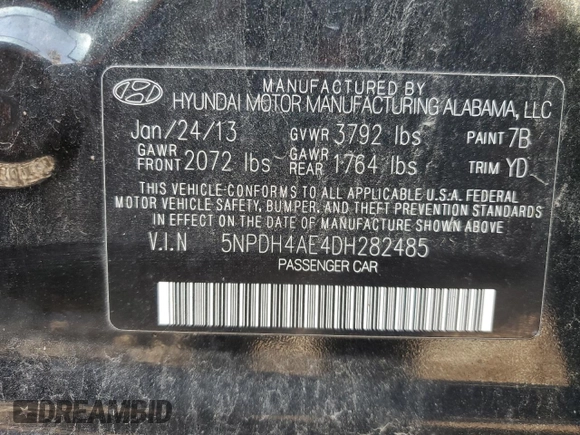 MANUFACTURED BY
HYUNDAI MOTOR MANUFACTURING ALABAMA, LLC
Jan/24/13 GVWR 3792 lbs PAINT 7B
GAWR FRONT 2072 lbs GAWR REAR 1764 lbs TRIM YD
THIS VEHICLE CONFORMS TO ALL APPLICABLE U.S.A. FEDERAL
MOTOR VEHICLE SAFETY, BUMPER, AND THEFT PREVENTION STANDARDS
IN EFFECT ON THE DATE OF MANUFACTURE SHOWN ABOVE
V.I.N 5NPDH4AE4DH282485
PASSENGER CAR
DREAMBID